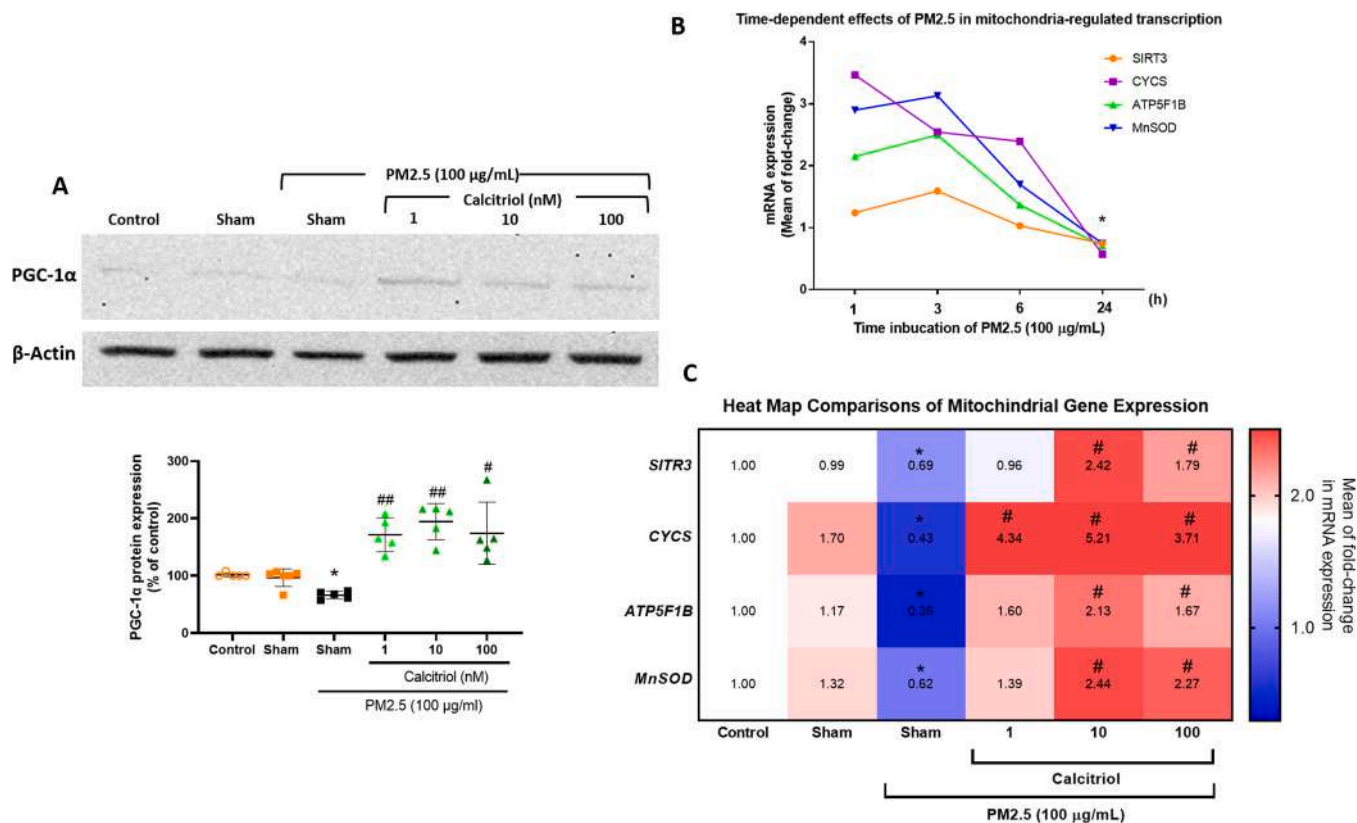 A
PM2.5 (100 µg/mL)
Calcitriol (nM)
Control Sham Sham 1 10 100
PGC-1α
β-Actin
PGC-1α protein expression
(% of control)
300
200
100
0
* ## ## #
Control Sham Sham 1 10 100
Calcitriol (nM)
PM2.5 (100 µg/ml)
B
Time-dependent effects of PM2.5 in mitochondria-regulated transcription
SIRT3
CYCS
ATP5F1B
MnSOD
mRNA expression
(Mean of fold-change)
4
3
2
1
0
*
1 3 6 24 (h)
Time inbucation of PM2.5 (100 µg/mL)
C
Heat Map Comparisons of Mitochindrial Gene Expression
* # #
SITR3 1.00 0.99 0.69 0.96 2.42 1.79
* # # #
CYCS 1.00 1.70 0.43 4.34 5.21 3.71
* # #
ATP5F1B 1.00 1.17 1.60 2.13 1.67
* # #
MnSOD 1.00 1.32 0.62 1.39 2.44 2.27
Control Sham Sham 1 10 100
Calcitriol
PM2.5 (100 µg/mL)
2.0
1.0
Mean of fold-change
in mRNA expression